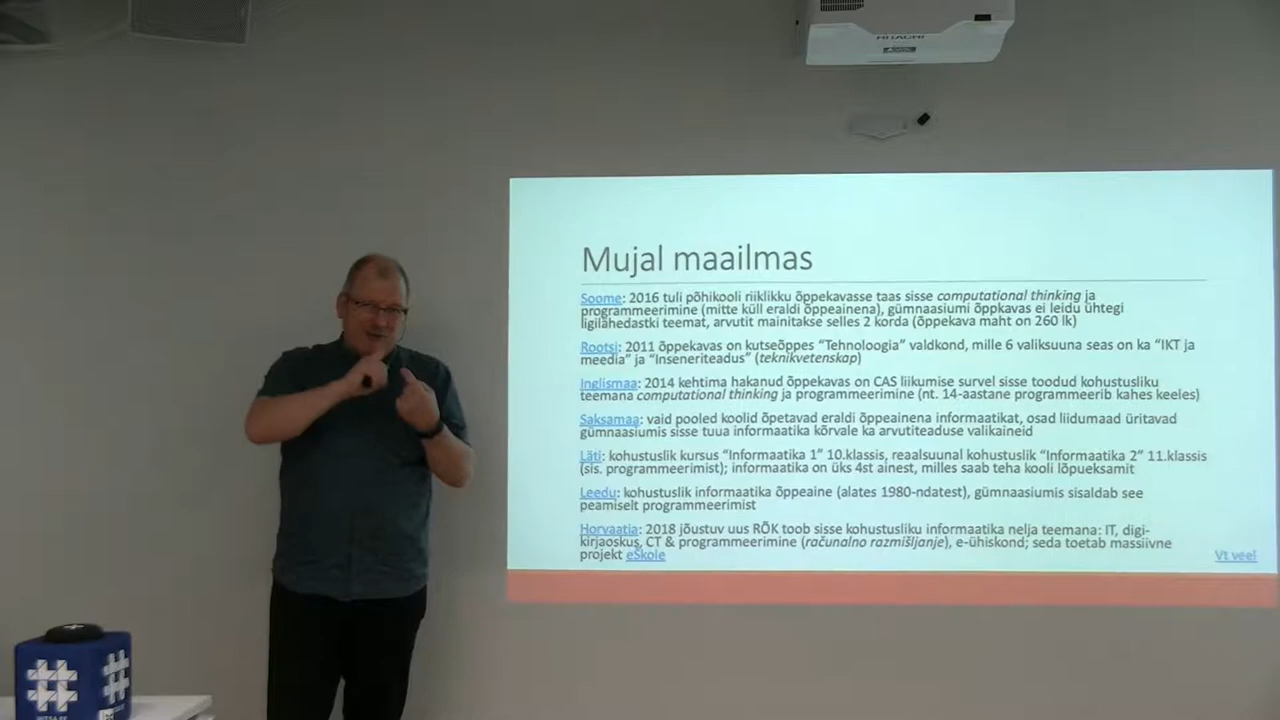 HITACHI
Mujal maailmas
Soome: 2016 tuli põhikooli riiklikku õppekavasse taas sisse computational thinking ja
programmeerimine (mitte küll eraldi õppeainena), gümnaasiumi õppkavas ei leidu ühtegi
ligilähedastki teemat, arvutit mainitakse selles 2 korda (õppekava maht on 260 lk)
Rootsi: 2011 õppekavas on kutseõppes "Tehnoloogia" valdkond, mille 6 valiksuuna seas on ka "IKT ja
meedia" ja "Inseneriteadus" (teknikvetenskap)
Inglismaa: 2014 kehtima hakanud õppekavas on CAS liikumise survel sisse toodud kohustusliku
teemana computational thinking ja programmeerimine (nt. 14-aastane programmeerib kahes keeles)
Saksamaa: vaid pooled koolid õpetavad eraldi õppeainena informaatikat, osad liidumaad üritavad
gümnaasiumis sisse tuua informaatika kõrvale ka arvutiteaduse valikaineid
Läti: kohustuslik kursus "Informaatika 1" 10.klassis, reaalsuunal kohustuslik "Informaatika 2" 11.klassis
(sis. programmeerimist); informaatika on üks 4st ainest, milles saab teha kooli lõpueksamit
Leedu: kohustuslik informaatika õppeaine (alates 1980-ndatest), gümnaasiumis sisaldab see
peamiselt programmeerimist
Horvaatia: 2018 jõustuv uus RÕK toob sisse kohustusliku informaatika nelja teemana: IT, digi-
kirjaoskus, CT & programmeerimine (računalno razmišljanje), e-ühiskond; seda toetab massiivne
projekt eŠkole
Vt veel